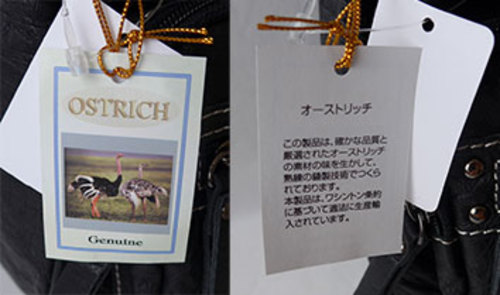 OSTRICH
Genuine
オーストリッチ
この製品は、確かな品質と
厳選されたオーストリッチ
の素材の味を生かして、
熟練の縫製技術でつくら
れております。
本製品は、ワシントン条約
に基づいて適法に生産輸
入されています。